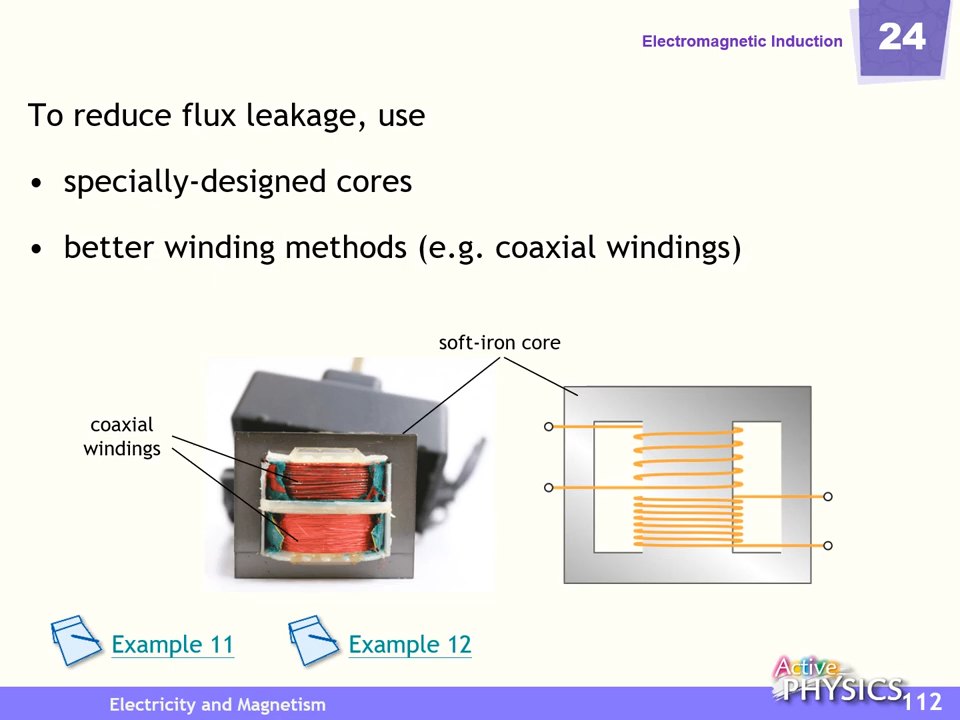 Electromagnetic Induction
24
To reduce flux leakage, use
• specially-designed cores
• better winding methods (e.g. coaxial windings)
soft-iron core
coaxial
windings
Example 11
Example 12
Active
PHYSICS
Electricity and Magnetism
112